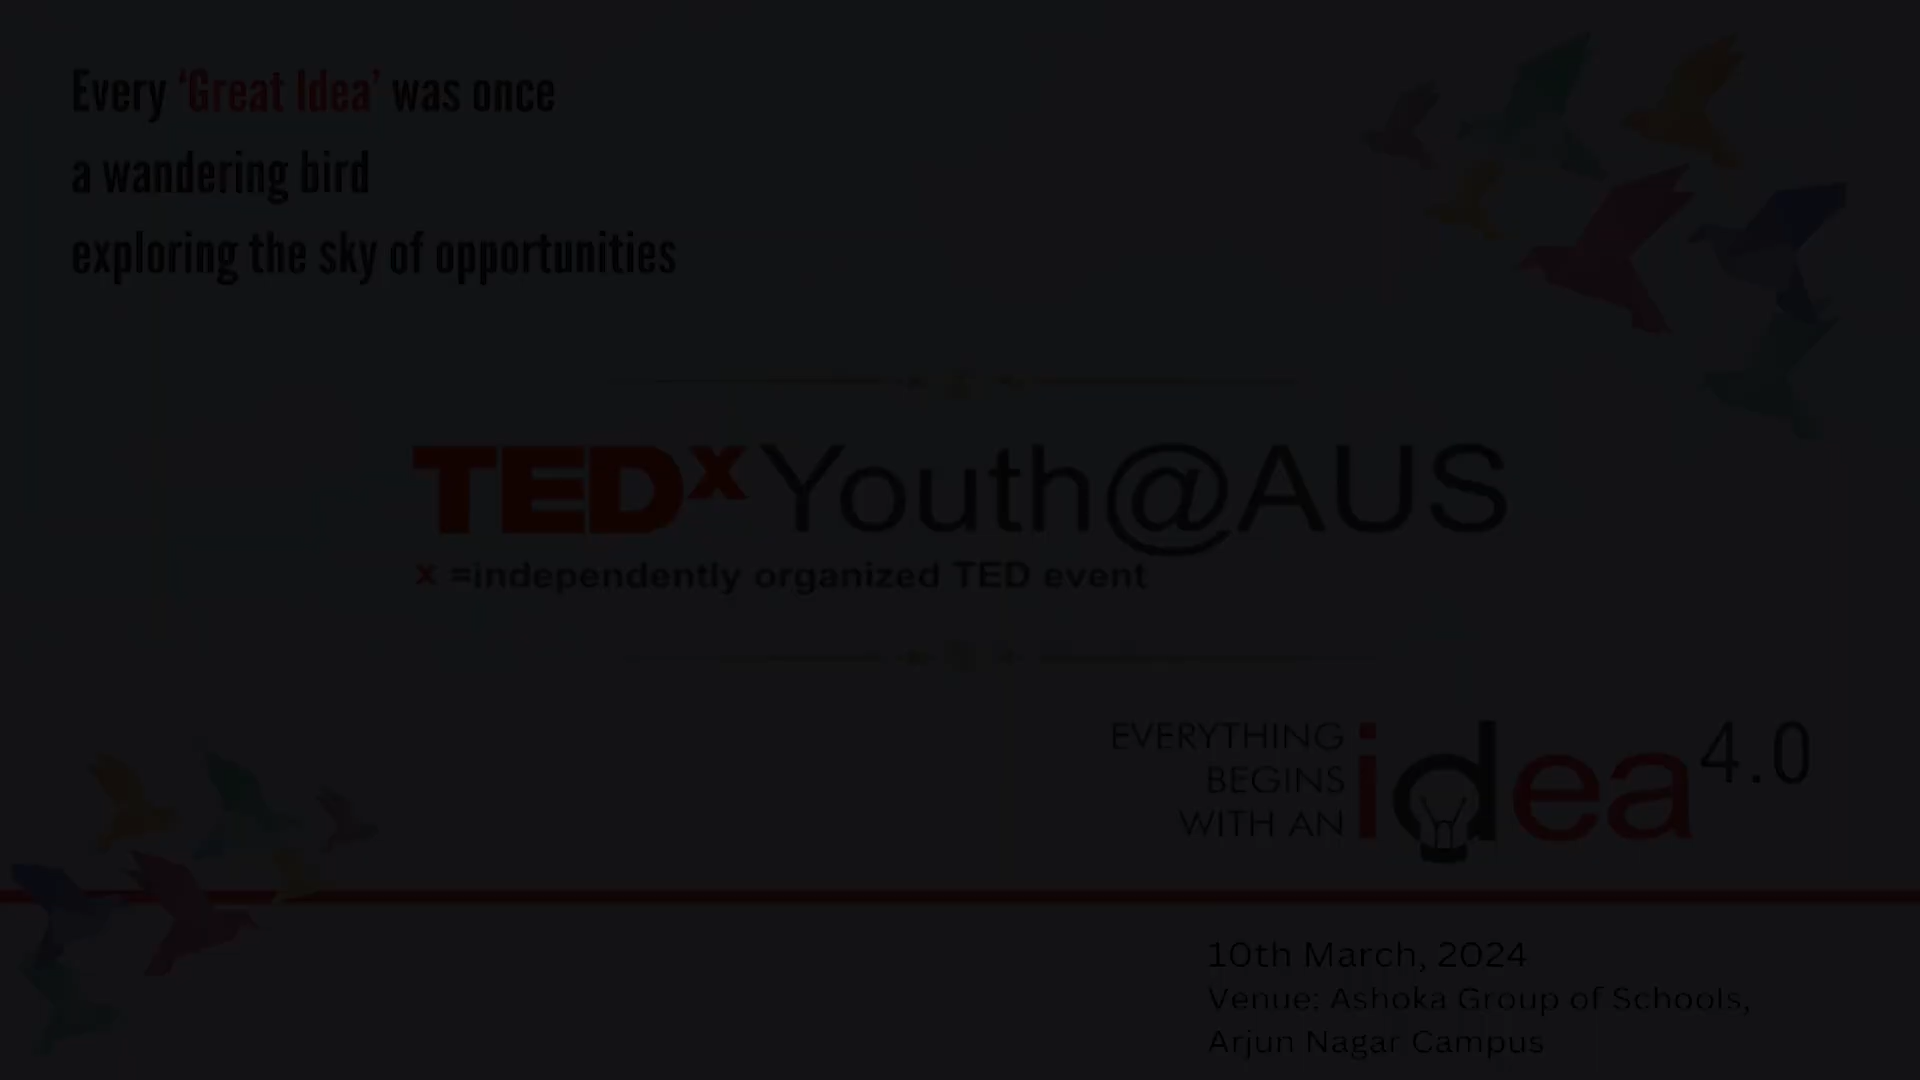 Every ‘Great Idea’ was once
a wandering bird
exploring the sky of opportunities
TEDx Youth@AUS
x =independently organized TED event
EVERYTHING
BEGINS
WITH AN
idea 4.0
10th March, 2024
Venue: Ashoka Group of Schools,
Arjun Nagar Campus